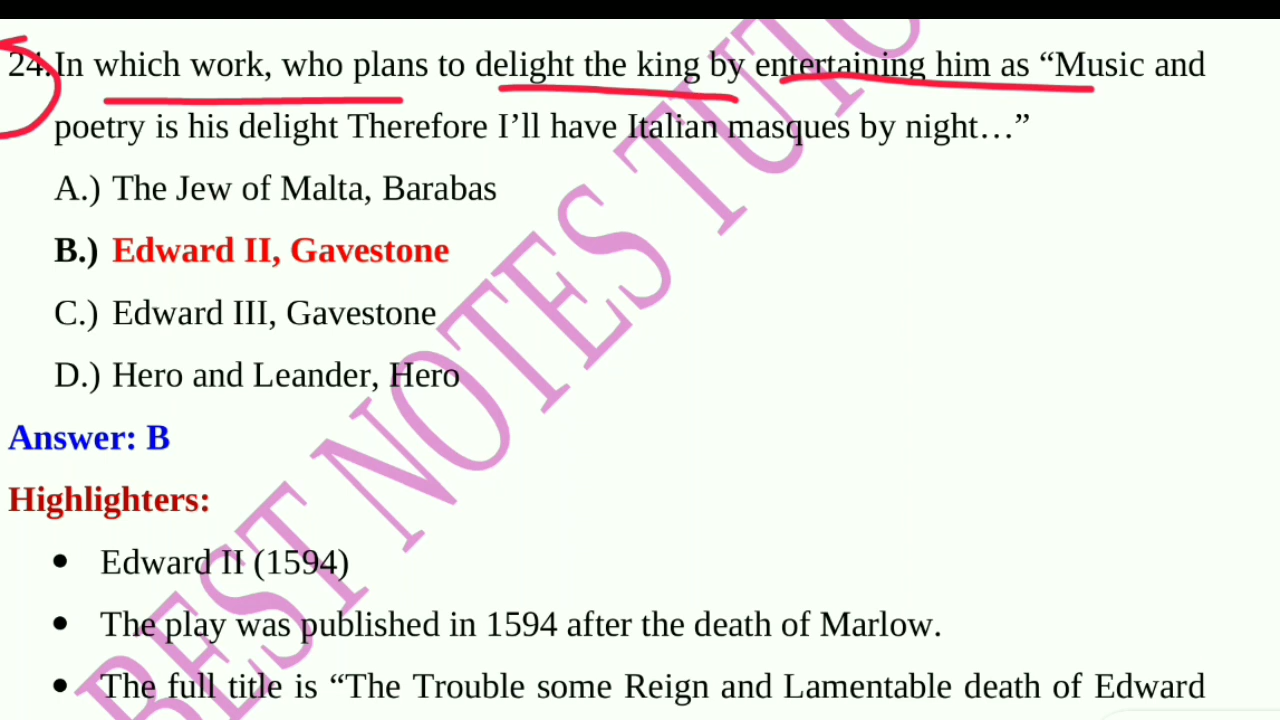 24.In which work, who plans to delight the king by entertaining him as “Music and
poetry is his delight Therefore I’ll have Italian masques by night…”
A.) The Jew of Malta, Barabas
B.) Edward II, Gavestone
C.) Edward III, Gavestone
D.) Hero and Leander, Hero
Answer: B
Highlighters:
• Edward II (1594)
• The play was published in 1594 after the death of Marlow.
• The full title is “The Trouble some Reign and Lamentable death of Edward
BEST NOTES TUTO